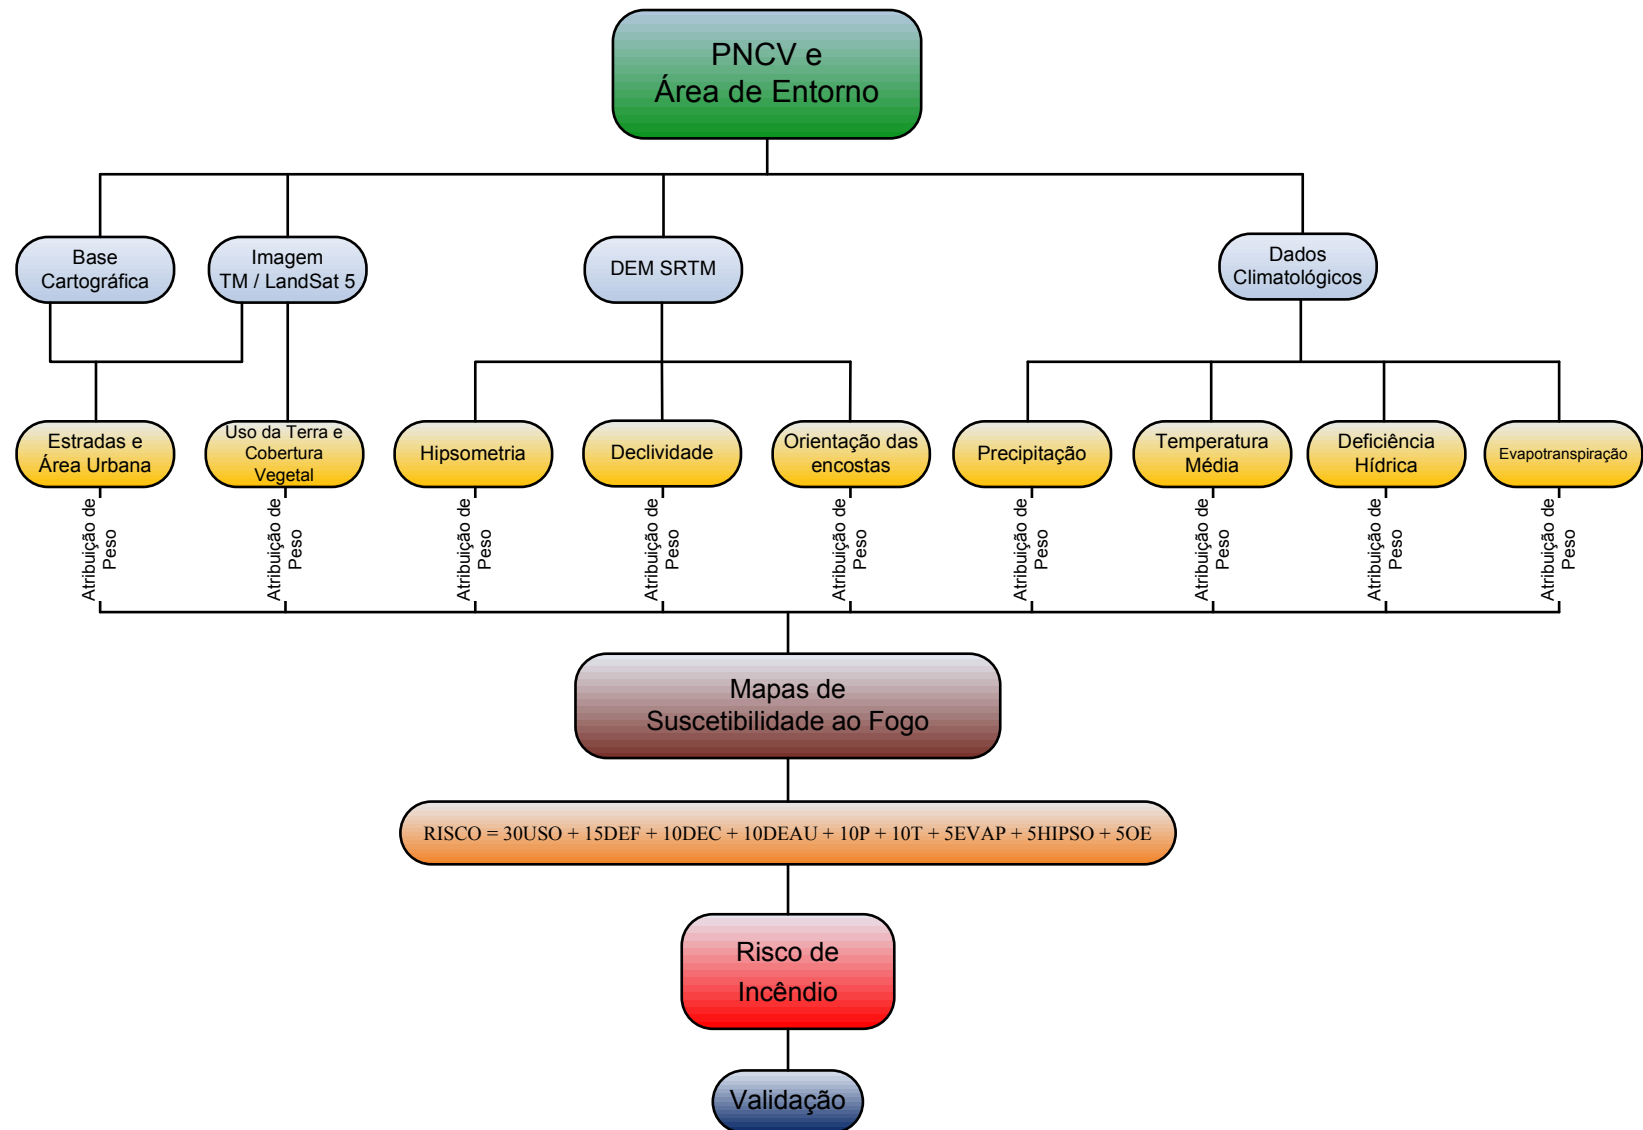 PNCV e
Área de Entorno
Base
Cartográfica
Imagem
TM / LandSat 5
DEM SRTM
Dados
Climatológicos
Estradas e
Área Urbana
Uso da Terra e
Cobertura
Vegetal
Hipsometria
Declividade
Orientação das
encostas
Precipitação
Temperatura
Média
Deficiência
Hídrica
Evapotranspiração
Atribuição de
Peso
Atribuição de
Peso
Atribuição de
Peso
Atribuição de
Peso
Atribuição de
Peso
Atribuição de
Peso
Atribuição de
Peso
Atribuição de
Peso
Atribuição de
Peso
Mapas de
Suscetibilidade ao Fogo
RISCO = 30USO + 15DEF + 10DEC + 10DEAU + 10P + 10T + 5EVAP + 5HIPSO + 5OE
Risco de
Incêndio
Validação